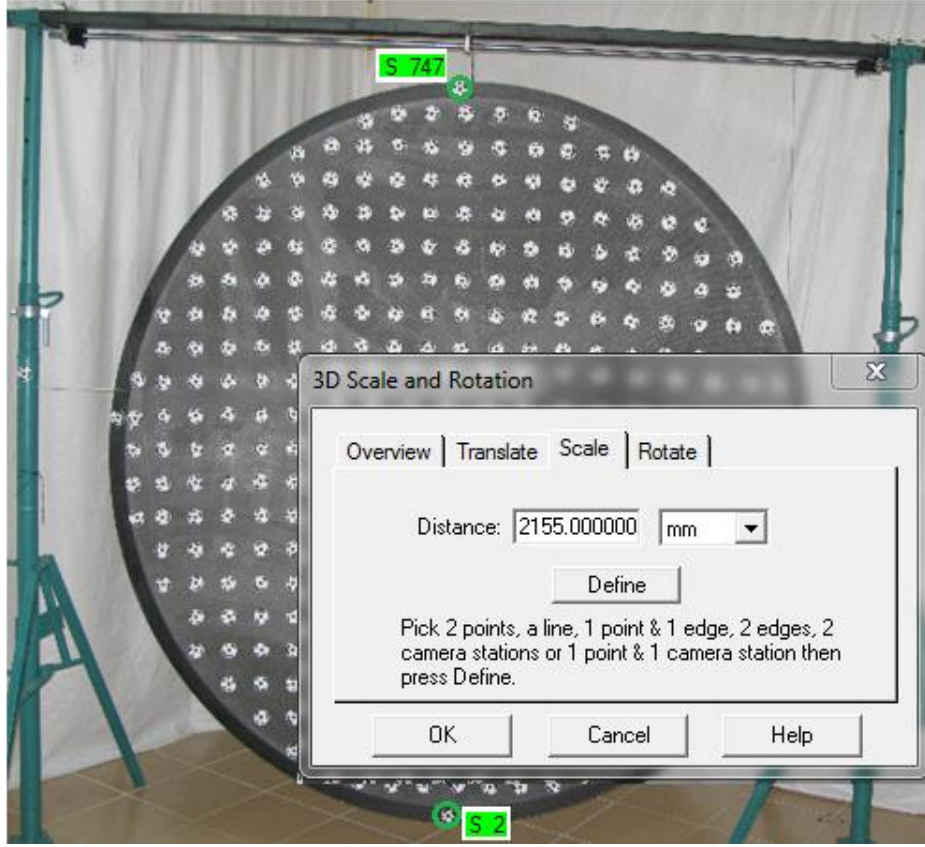 S 747
3D Scale and Rotation
Overview Translate Scale Rotate
Distance: 2155.000000 mm
Define
Pick 2 points, a line, 1 point & 1 edge, 2 edges, 2
camera stations or 1 point & 1 camera station then
press Define.
OK Cancel Help
S 2